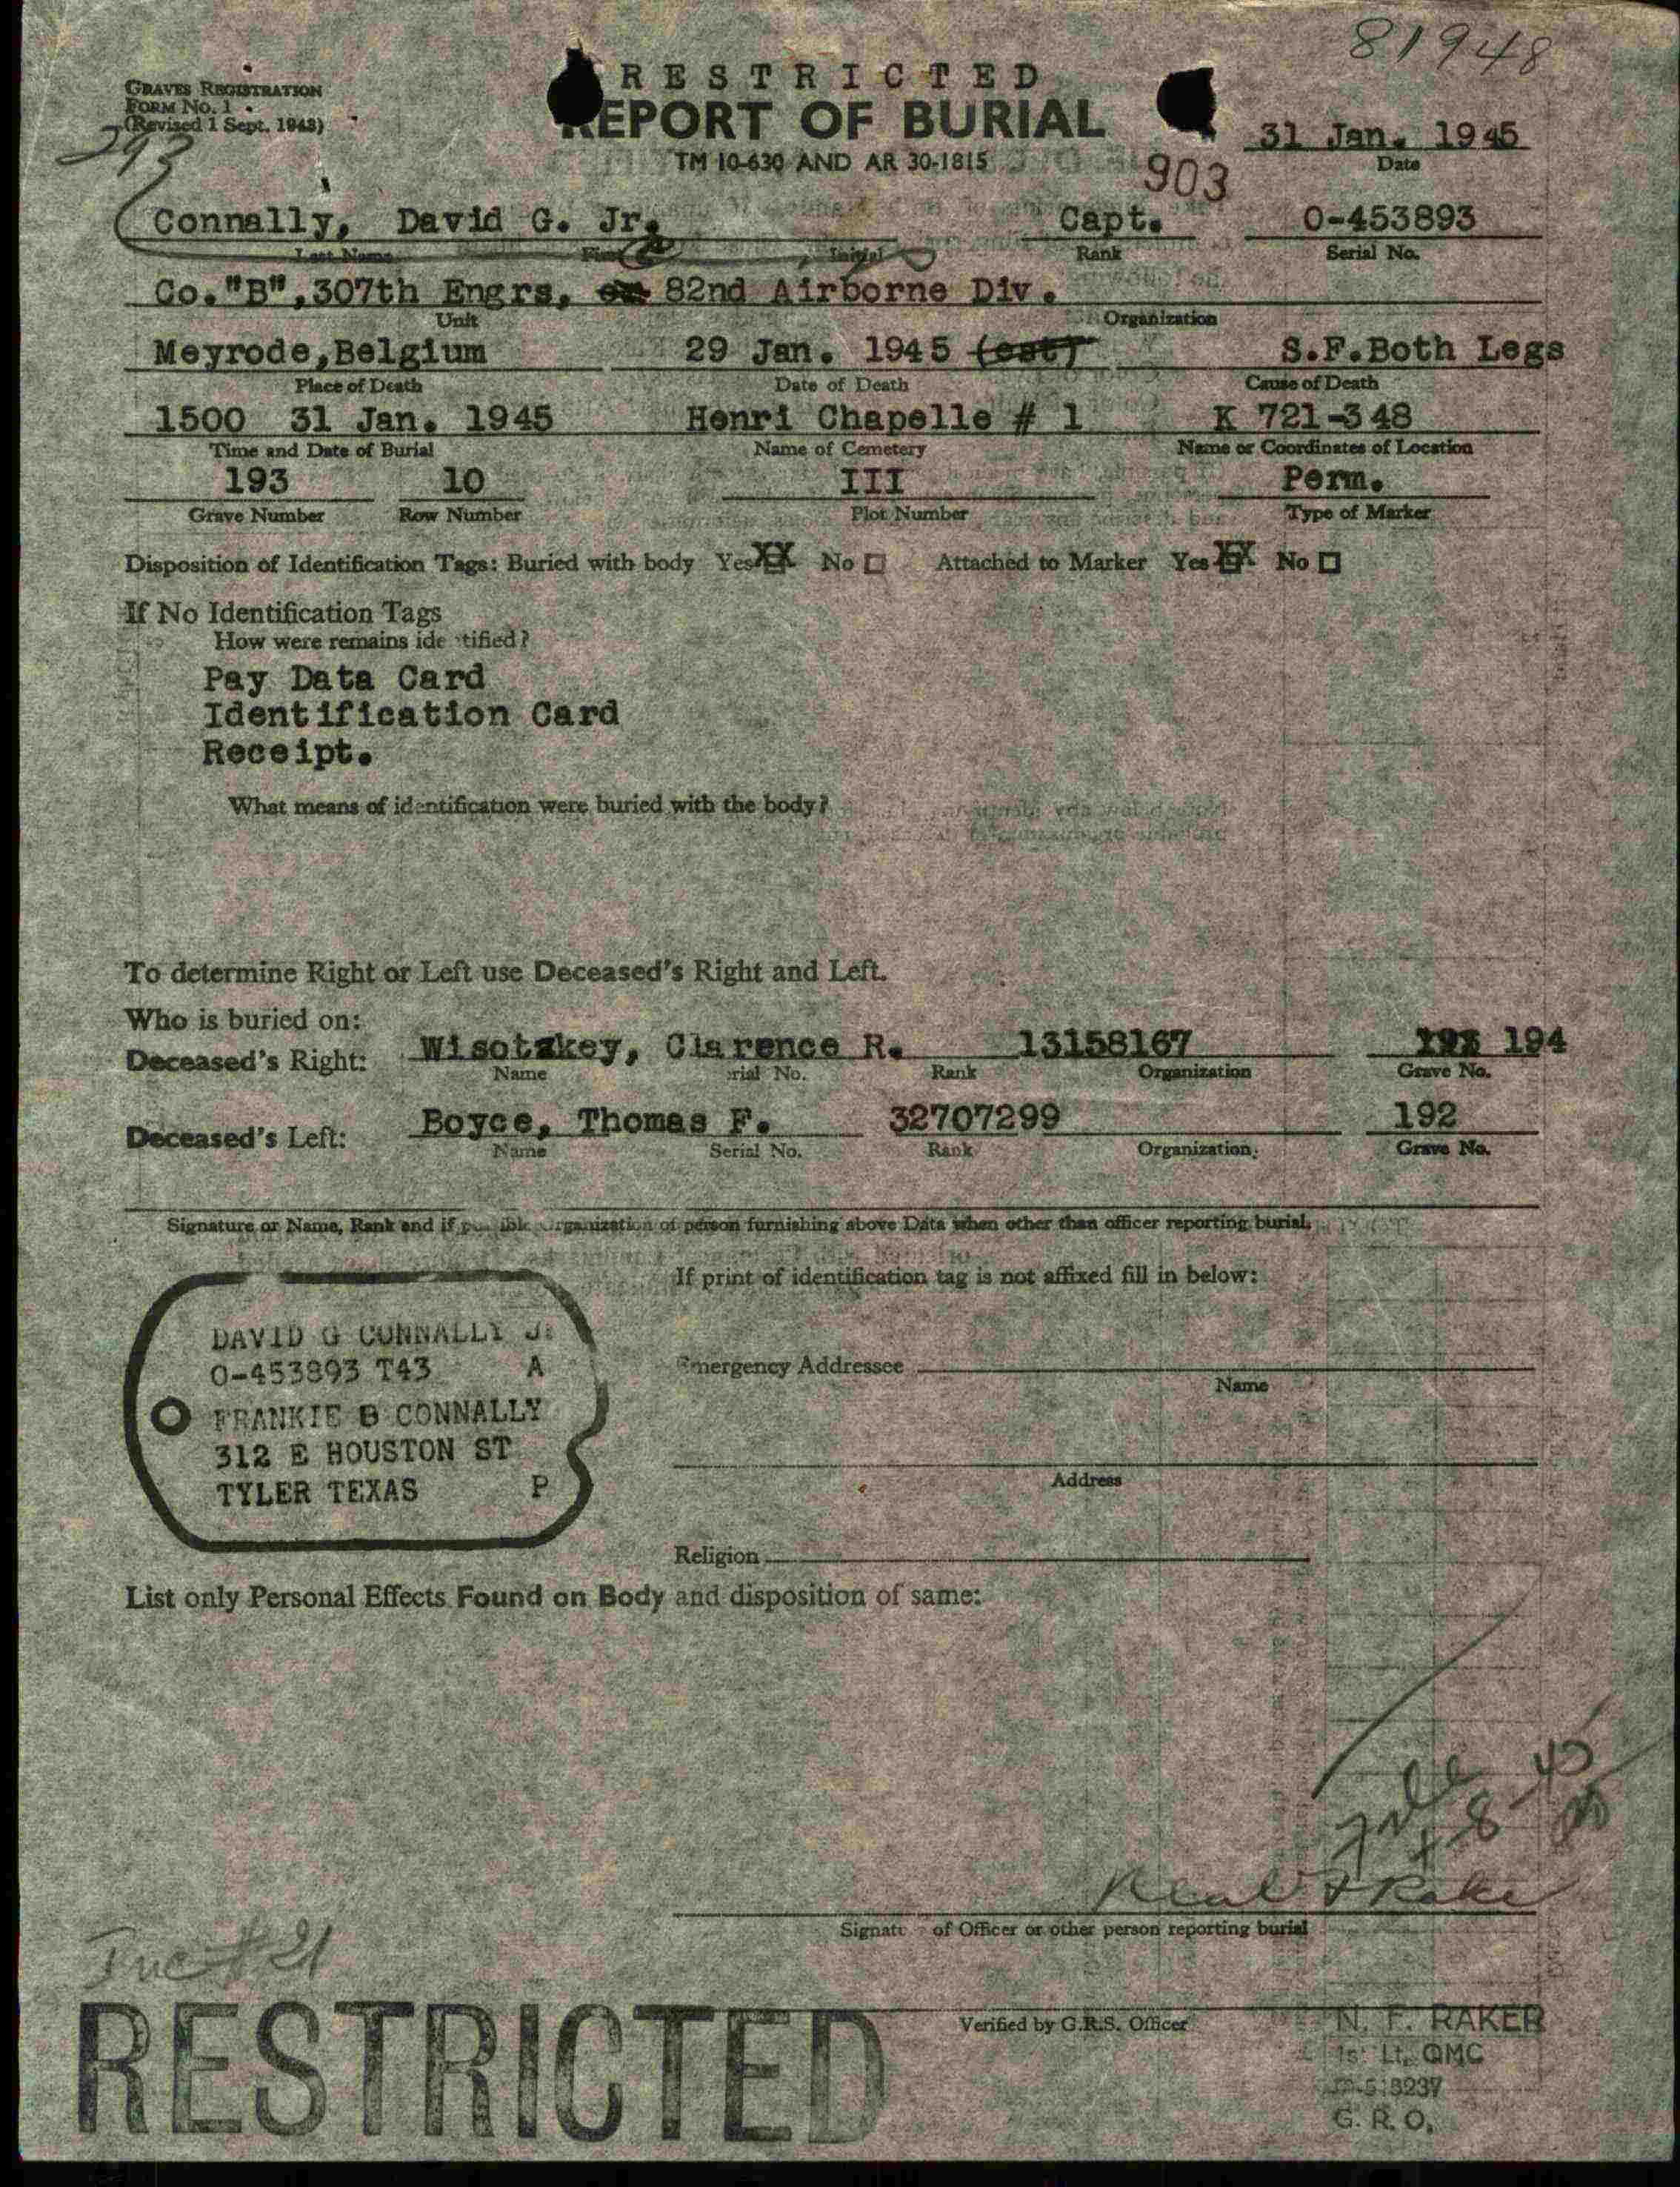 81948
GRAVES REGISTRATION
FORM NO. 1
(Revised 1 Sept. 1943)
RESTRICTED
REPORT OF BURIAL
TM 10-630 AND AR 30-1815
293
903
31 Jan. 1945
Date
Connally, David G. Jr. Capt. O-453893
Last Name First Initial Rank Serial No.
Co."B",307th Engrs, 82nd Airborne Div.
Unit Organization
Meyrode,Belgium 29 Jan. 1945 (est) S.F.Both Legs
Place of Death Date of Death Cause of Death
1500 31 Jan. 1945 Henri Chapelle # 1 K 721-348
Time and Date of Burial Name of Cemetery Name or Coordinates of Location
193 10 III Perm.
Grave Number Row Number Plot Number Type of Marker
Disposition of Identification Tags: Buried with body Yes XX No Attached to Marker Yes XX No
If No Identification Tags
How were remains ide tified?
Pay Data Card
Identification Card
Receipt.
What means of identification were buried with the body?
To determine Right or Left use Deceased's Right and Left.
Who is buried on:
Deceased's Right: Wisotzkey, Clarence R. 13158167 194
Name rial No. Rank Organization Grave No.
Deceased's Left: Boyce, Thomas F. 32707299 192
Name Serial No. Rank Organization Grave No.
Signature or Name, Rank and if possible organization of person furnishing above Data when other than officer reporting burial.
If print of identification tag is not affixed fill in below:
DAVID G CONNALLY JR
O-453893 T43 A
FRANKIE B CONNALLY
312 E HOUSTON ST
TYLER TEXAS P
Emergency Addressee
Name
Address
Religion
List only Personal Effects Found on Body and disposition of same:
Neal F Raker
Signatu of Officer or other person reporting burial
Inc #21
RESTRICTED
Verified by G.R.S. Officer
N. F. RAKER
1st Lt. QMC
G. R. O.